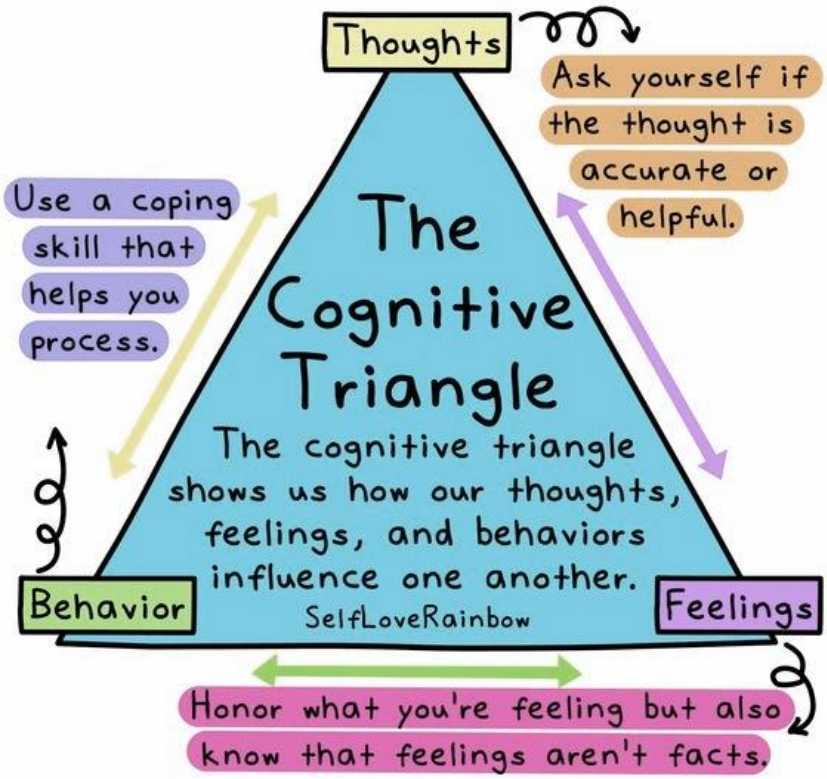 Thoughts
Ask yourself if
the thought is
accurate or
helpful.
Use a coping
skill that
helps you
process.
The
Cognitive
Triangle
The cognitive triangle
shows us how our thoughts,
feelings, and behaviors
influence one another.
SelfLoveRainbow
Behavior
Feelings
Honor what you're feeling but also
know that feelings aren't facts.